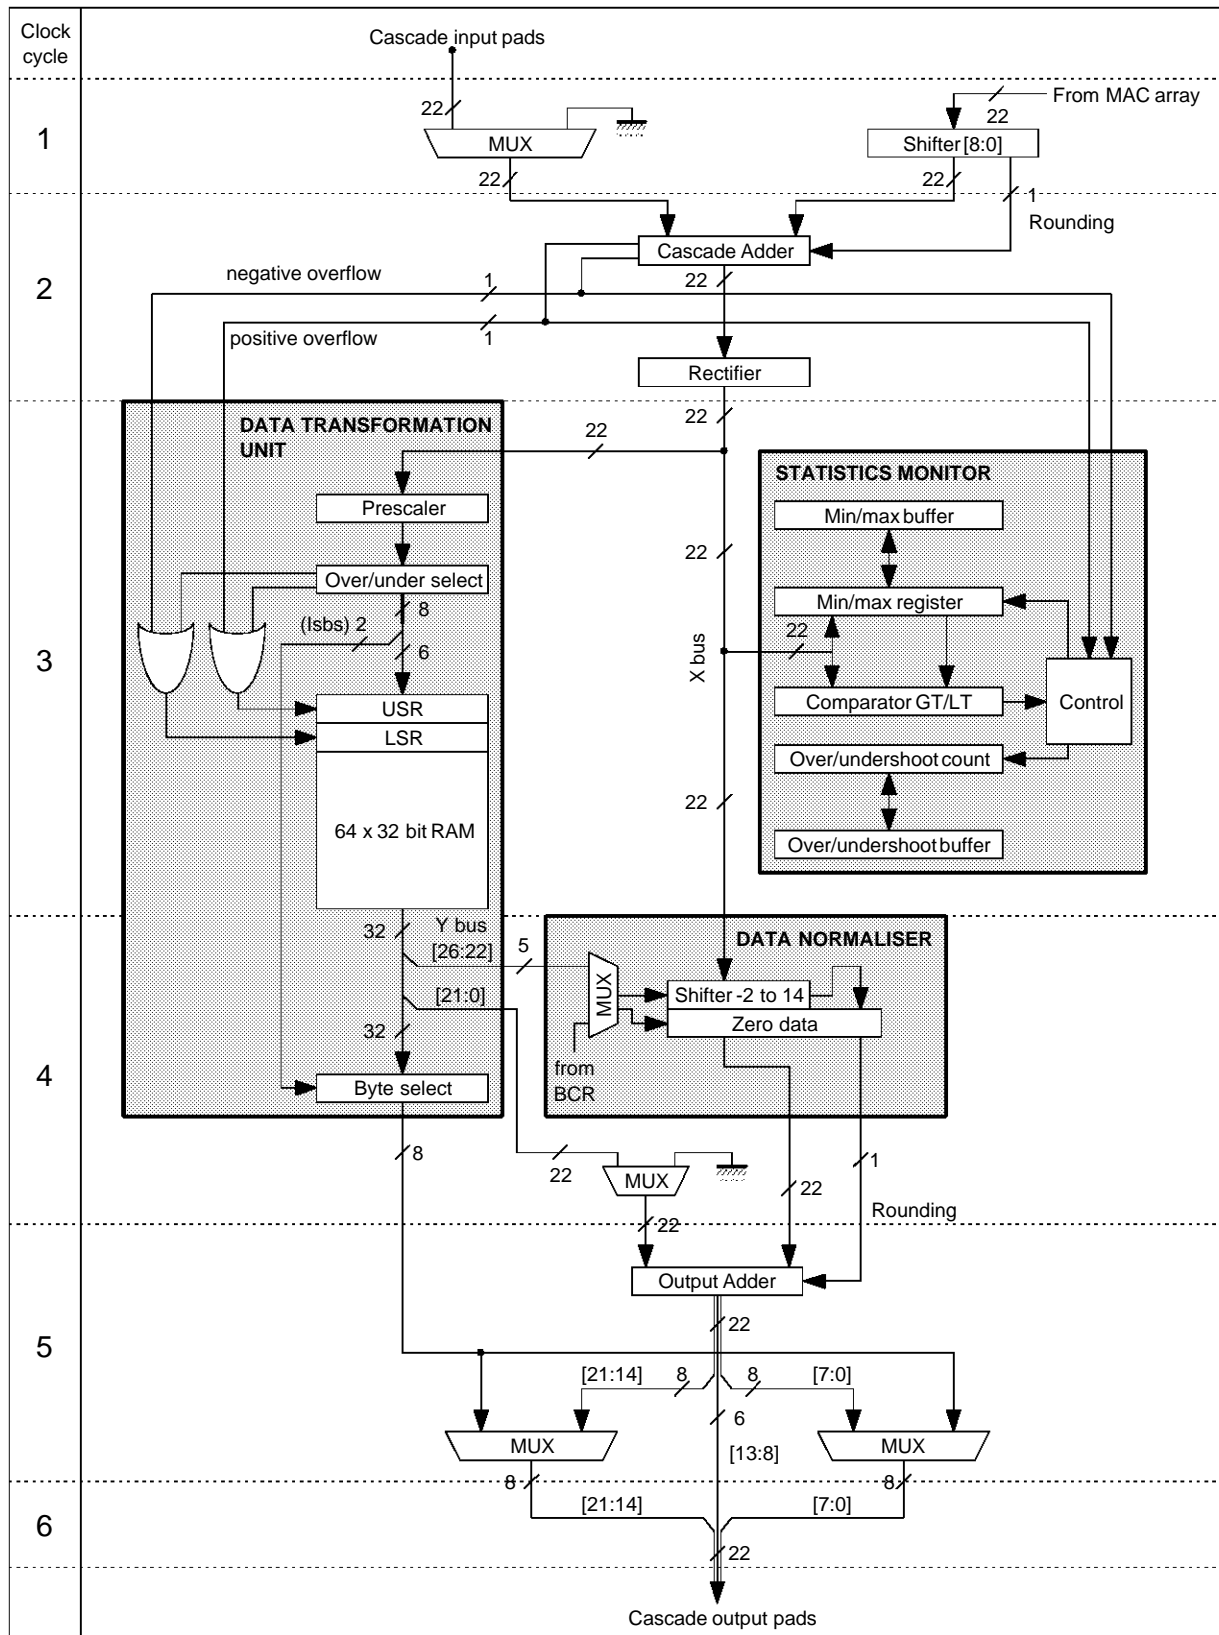 Clock
cycle
Cascade input pads
From MAC array
22
22
1
MUX
Shifter [8:0]
22
22
1
Rounding
Cascade Adder
negative overflow
1
22
2
positive overflow
1
Rectifier
22
DATA TRANSFORMATION
UNIT
22
STATISTICS MONITOR
Prescaler
Min/max buffer
22
Over/under select
Min/max register
8
(lsbs) 2
6
22
X bus
3
USR
Comparator GT/LT
Control
LSR
Over/undershoot count
22
64 x 32 bit RAM
Over/undershoot buffer
32
Y bus
[26:22]
5
DATA NORMALISER
[21:0]
MUX
Shifter -2 to 14
Zero data
32
from
BCR
4
Byte select
8
22
MUX
1
22
22
Rounding
Output Adder
22
5
[21:14]
8
8
[7:0]
6
MUX
[13:8]
MUX
8
8
[21:14]
[7:0]
6
22
Cascade output pads